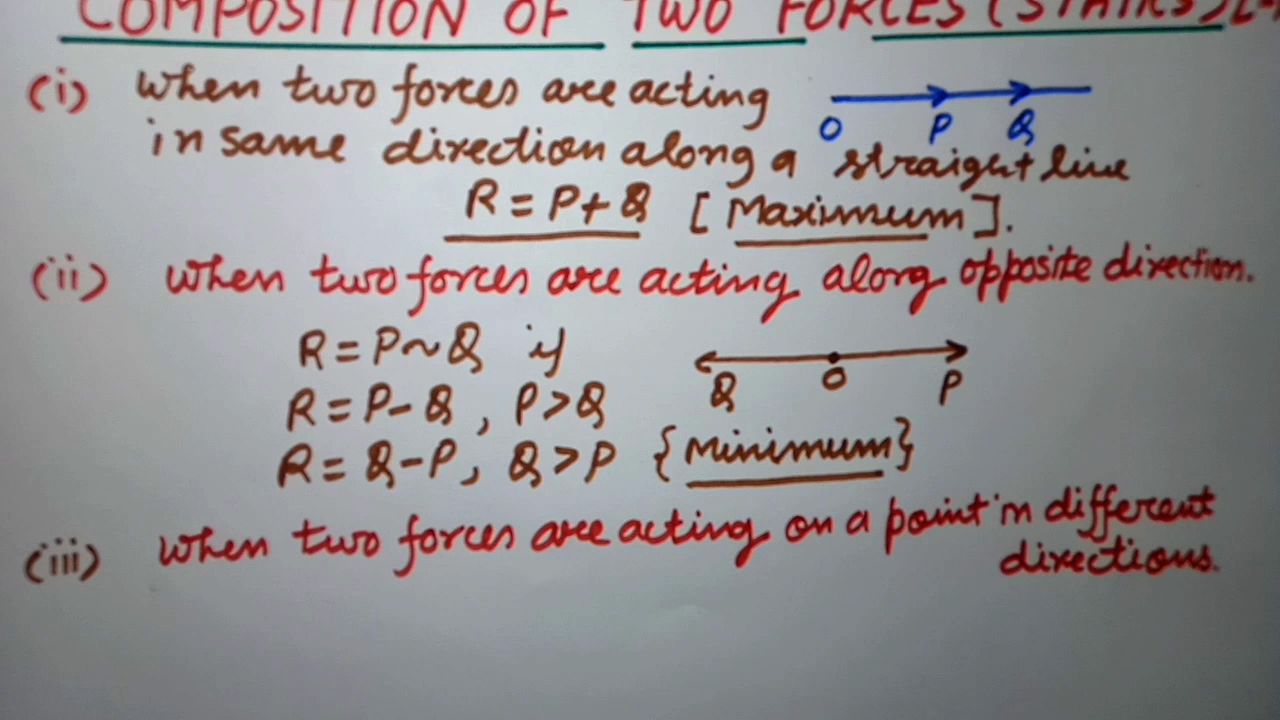 COMPOSITION OF TWO FORCES (STATICS)
(i) when two forces are acting
O P Q
in same direction along a straight line
R = P + Q [Maximum].
(ii) when two forces are acting along opposite direction.
R = P ~ Q if
Q O P
R = P - Q, P > Q
R = Q - P, Q > P {Minimum}
(iii) when two forces are acting on a point in different
directions.